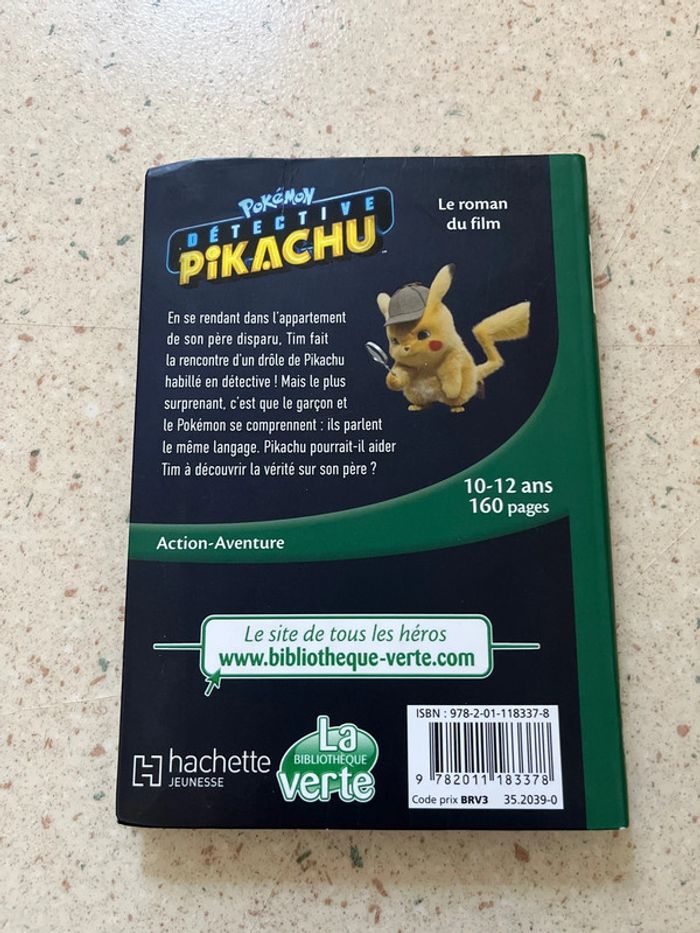 Pokémon
DÉTECTIVE
PiKACHU
™
Le roman
du film
En se rendant dans l'appartement
de son père disparu, Tim fait
la rencontre d'un drôle de Pikachu
habillé en détective ! Mais le plus
surprenant, c'est que le garçon et
le Pokémon se comprennent : ils parlent
le même langage. Pikachu pourrait-il aider
Tim à découvrir la vérité sur son père ?
10-12 ans
160 pages
Action-Aventure
Le site de tous les héros
www.bibliotheque-verte.com
hachette
JEUNESSE
La
BIBLIOTHÈQUE
verte
ISBN : 978-2-01-118337-8
9 782011 183378
Code prix BRV3 35.2039-0